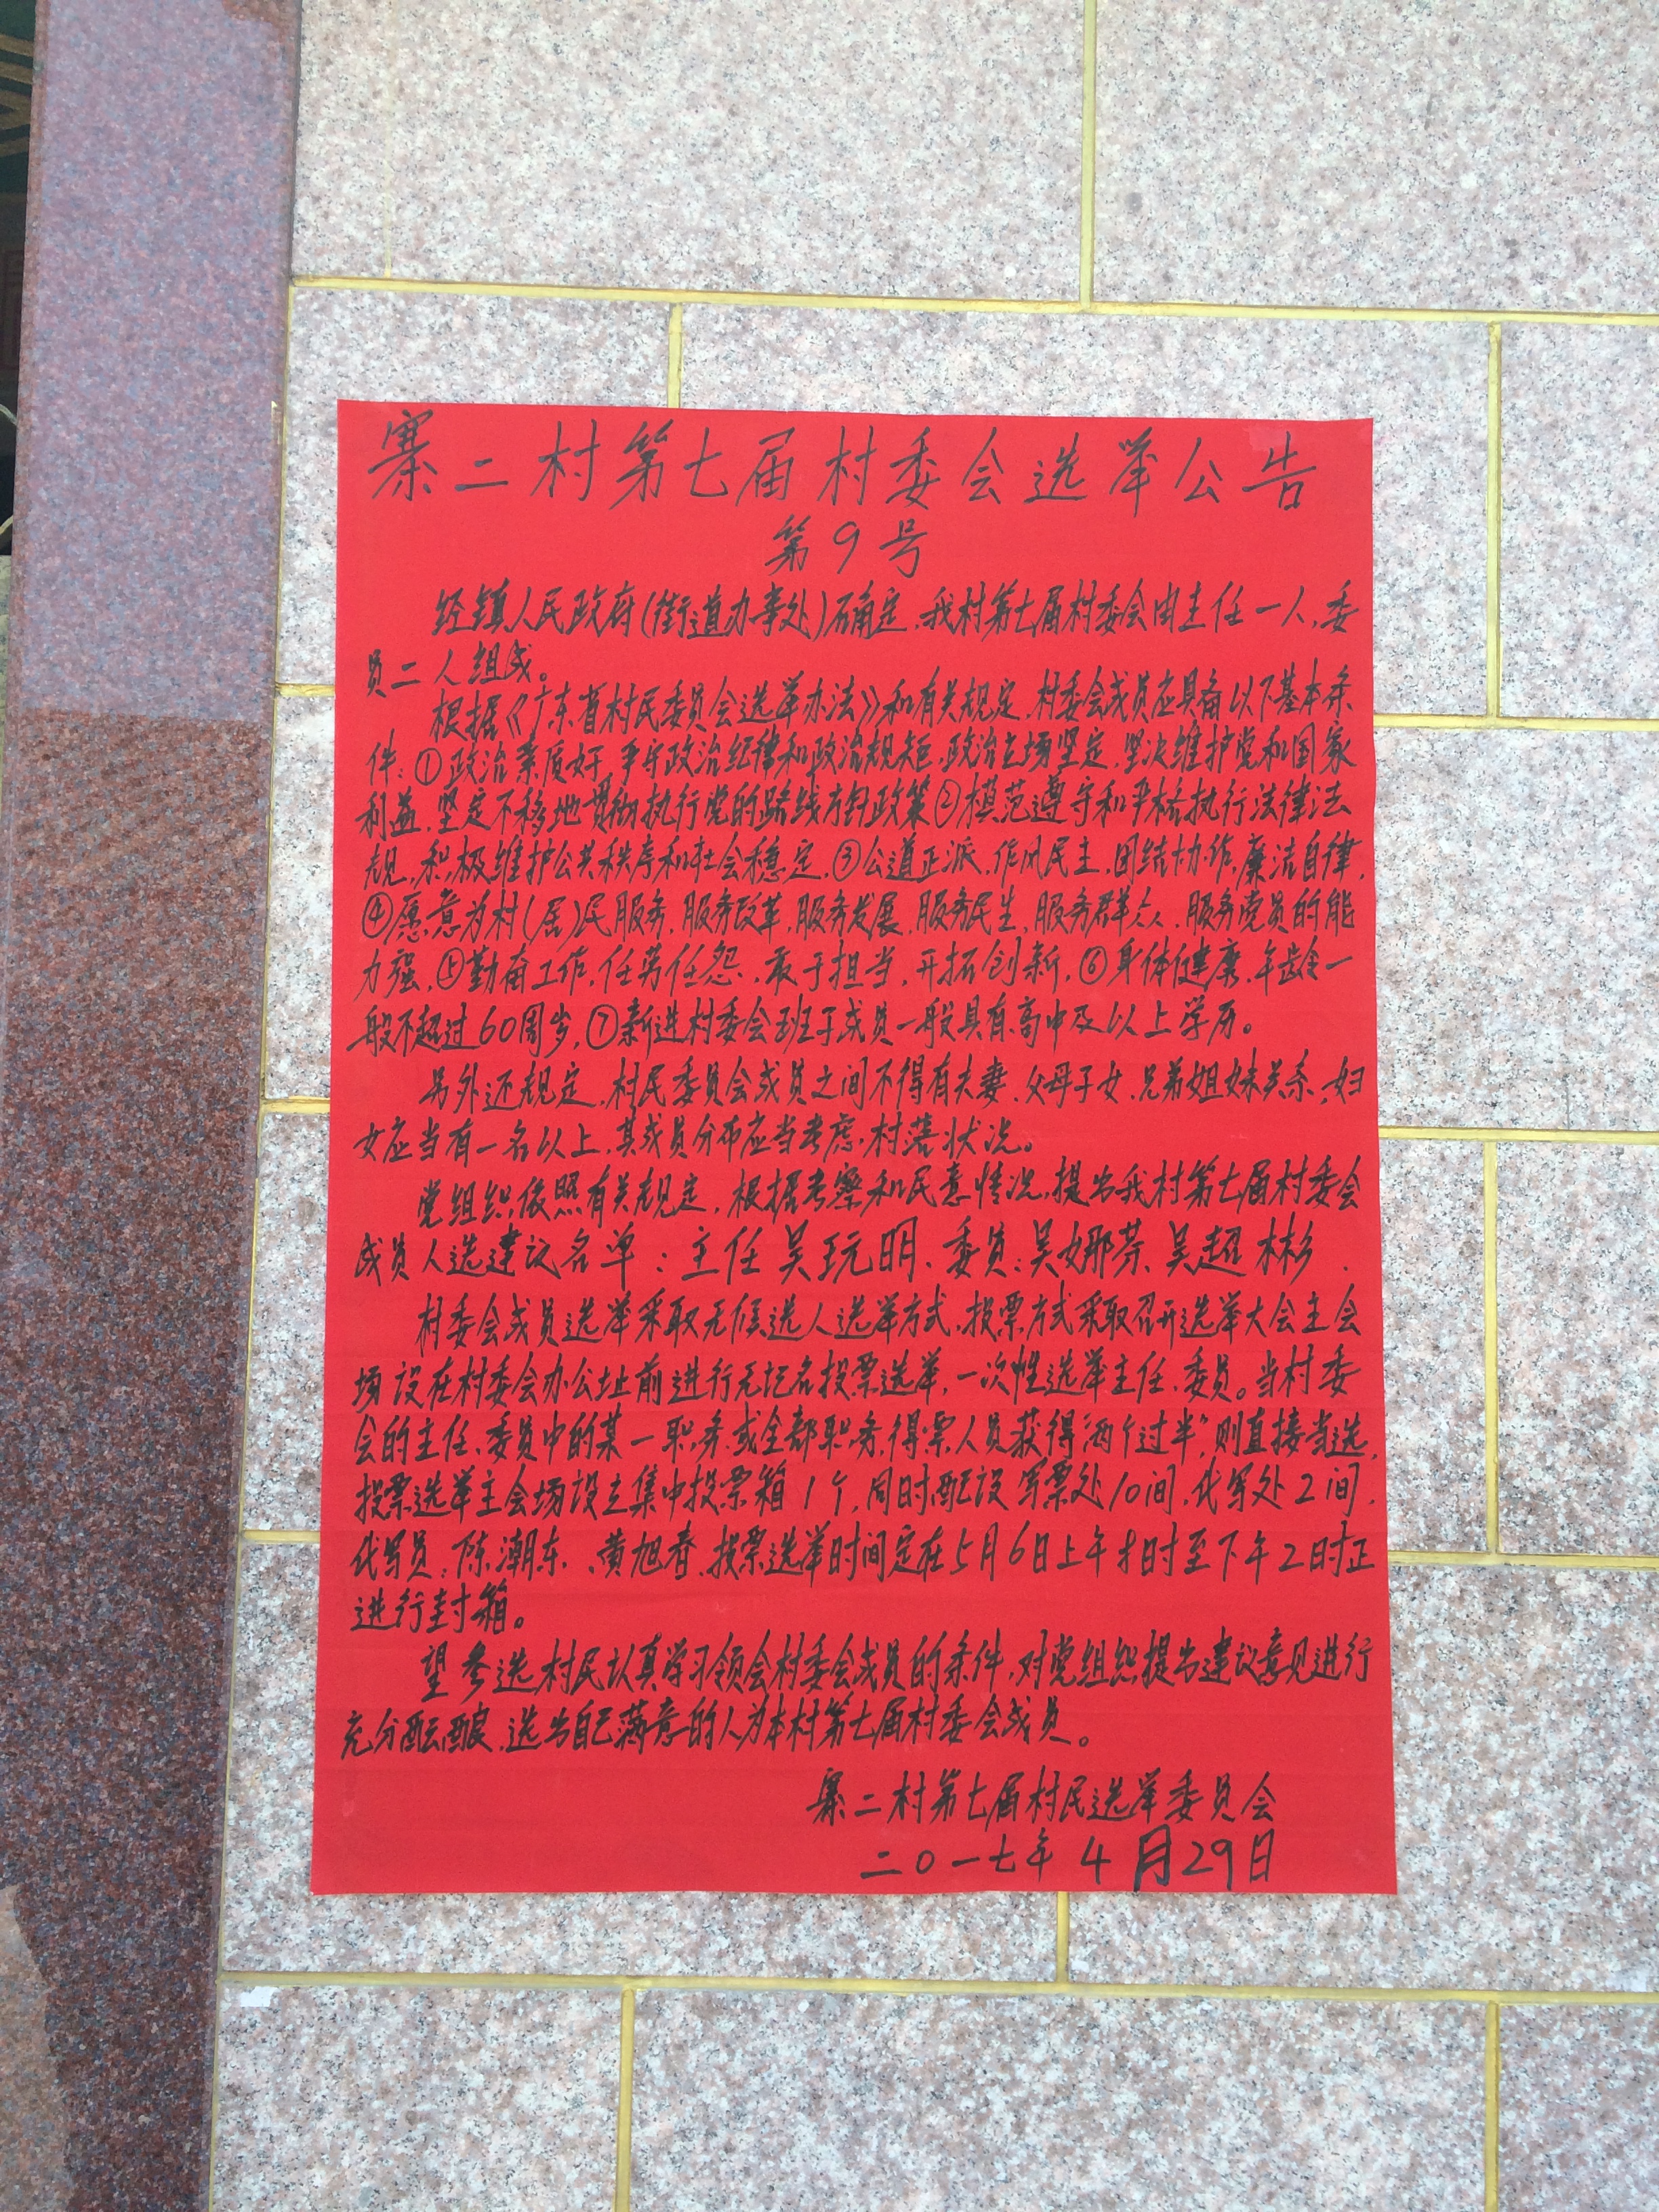 寨二村第七届村委会选举公告
第9号
经镇人民政府(街道办事处)确定,我村第七届村委会由主任一人,委
员二人组成。
根据《广东省村民委员会选举办法》和有关规定,村委会成员应具备以下基本条
件:①政治素质好,严守政治纪律和政治规矩,政治立场坚定,坚决维护党和国家
利益,坚定不移地贯彻执行党的路线方针政策②模范遵守和严格执行法律法
规,积极维护公共秩序和社会稳定,③公道正派,作风民主,团结协作,廉洁自律,
④愿意为村(居)民服务,服务改革,服务发展,服务民生,服务群众,服务党员的能
力强,⑤勤奋工作,任劳任怨,敢于担当,开拓创新,⑥身体健康,年龄一
般不超过60周岁,⑦新进村委会班子成员一般具有高中及以上学历。
另外还规定,村民委员会成员之间不得有夫妻、父母子女、兄弟姐妹关系,妇
女应当有一名以上,其成员分布应当考虑村落状况。
党组织依照有关规定,根据考察和民意情况,提出我村第七届村委会
成员人选建议名单:主任吴玩明、委员:吴娜芬、吴超彬.
村委会成员选举采取无候选人选举方式,投票方式采取召开选举大会主会
场设在村委会办公址前进行无记名投票选举,一次性选举主任、委员。当村委
会的主任、委员中的某一职务或全部职务,得票人员获得“两个过半”,则直接当选,
投票选举主会场设立集中投票箱1个,同时配设写票处10间,代写处2间,
代写员:陈潮东、黄旭春,投票选举时间定在5月6日上午8时至下午2时正
进行封箱。
望参选村民认真学习领会村委会成员的条件,对党组织提出建议意见进行
充分酝酿,选出自己满意的人为本村第七届村委会成员。
寨二村第七届村民选举委员会
二0一七年4月29日